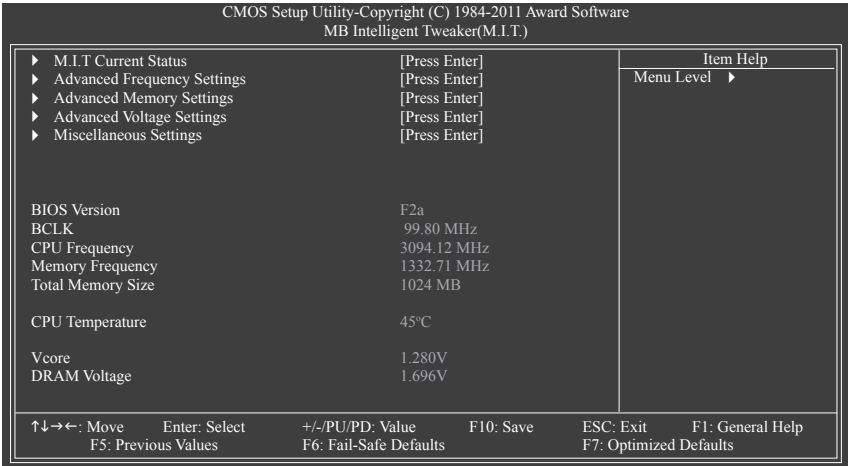 CMOS Setup Utility-Copyright (C) 1984-2011 Award Software
MB Intelligent Tweaker(M.I.T.)
M.I.T Current Status [Press Enter]
Advanced Frequency Settings [Press Enter]
Advanced Memory Settings [Press Enter]
Advanced Voltage Settings [Press Enter]
Miscellaneous Settings [Press Enter]
BIOS Version F2a
BCLK 99.80 MHz
CPU Frequency 3094.12 MHz
Memory Frequency 1332.71 MHz
Total Memory Size 1024 MB
CPU Temperature 45ºC
Vcore 1.280V
DRAM Voltage 1.696V
Item Help
Menu Level
↑↓→←: Move Enter: Select +/-/PU/PD: Value F10: Save ESC: Exit F1: General Help
F5: Previous Values F6: Fail-Safe Defaults F7: Optimized Defaults